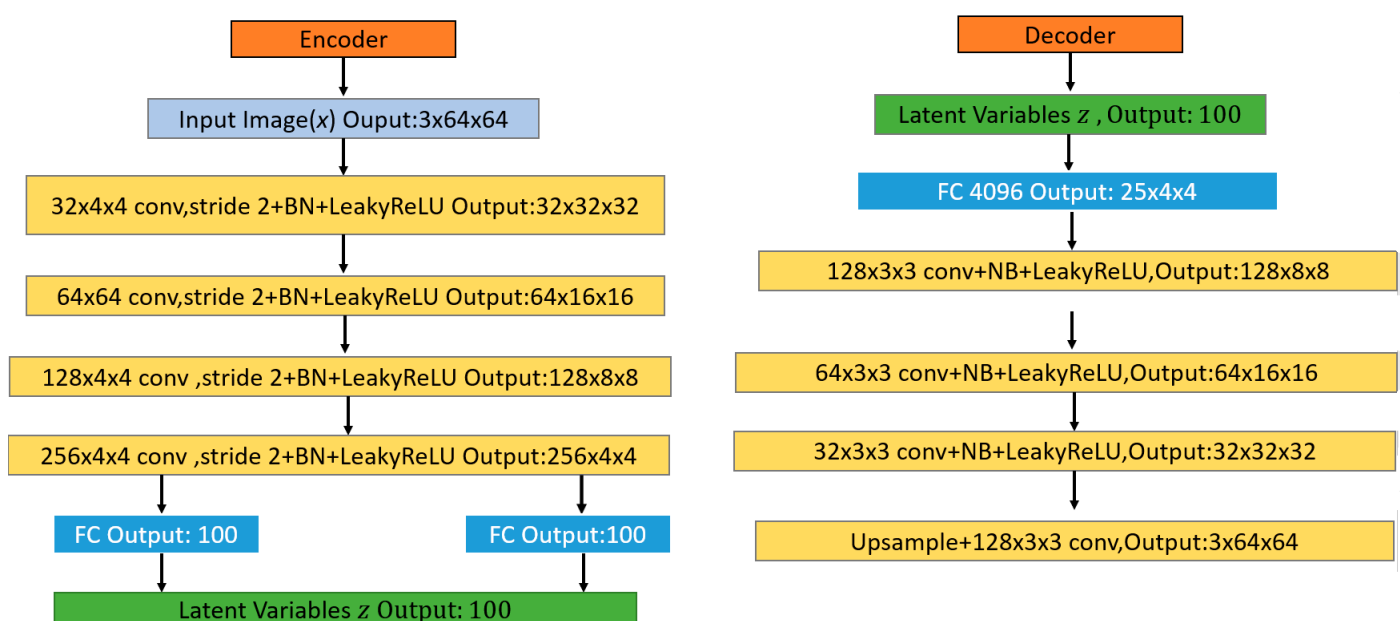 Encoder
Input Image(x) Ouput:3x64x64
32x4x4 conv,stride 2+BN+LeakyReLU Output:32x32x32
64x64 conv,stride 2+BN+LeakyReLU Output:64x16x16
128x4x4 conv ,stride 2+BN+LeakyReLU Output:128x8x8
256x4x4 conv ,stride 2+BN+LeakyReLU Output:256x4x4
FC Output: 100
FC Output:100
Latent Variables z Output: 100
Decoder
Latent Variables z , Output: 100
FC 4096 Output: 25x4x4
128x3x3 conv+NB+LeakyReLU,Output:128x8x8
64x3x3 conv+NB+LeakyReLU,Output:64x16x16
32x3x3 conv+NB+LeakyReLU,Output:32x32x32
Upsample+128x3x3 conv,Output:3x64x64